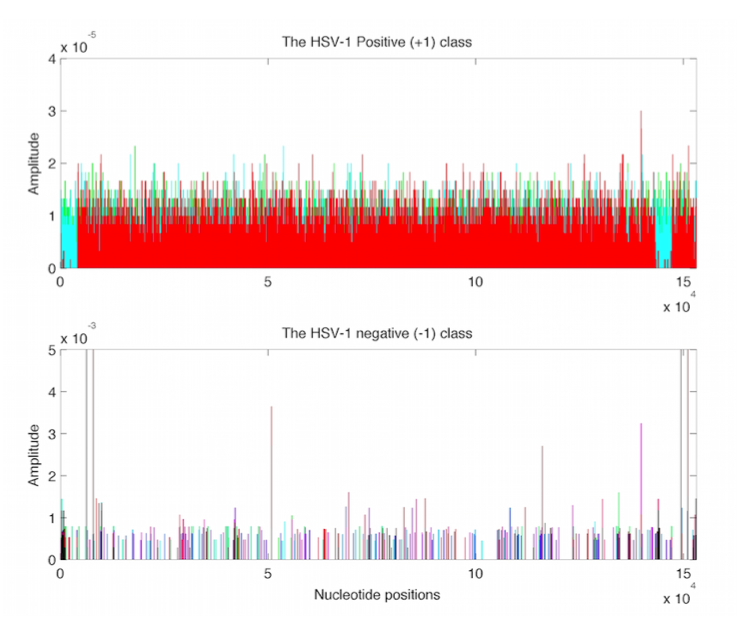 The HSV-1 Positive (+1) class
x 10 -5
4
3
2
1
0
Amplitude
0 5 10 15
x 10 4
The HSV-1 negative (-1) class
x 10 -3
5
4
3
2
1
0
Amplitude
0 5 10 15
Nucleotide positions
x 10 4